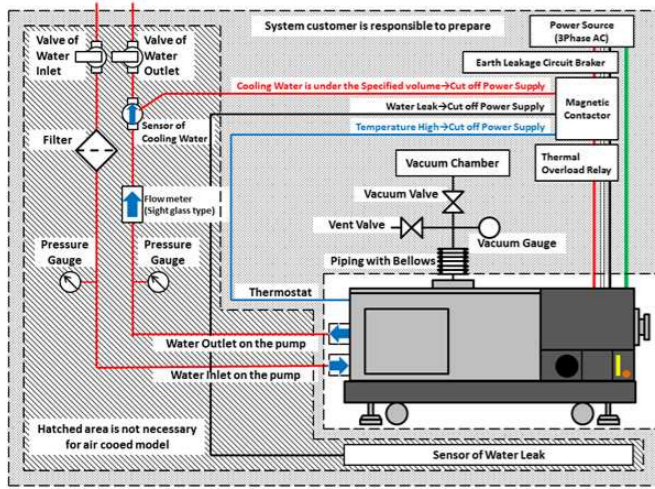 System customer is responsible to prepare
Power Source
(3Phase AC)
Valve of
Water
Inlet
Valve of
Water
Outlet
Earth Leakage Circuit Braker
Cooling Water is under the Specified volume→Cut off Power Supply
Magnetic
Contactor
Water Leak→Cut off Power Supply
Sensor of
Cooling Water
Temperature High→Cut off Power Supply
Filter
Thermal
Overload Relay
Vacuum Chamber
Vacuum Valve
Flow meter
(Sight glass type)
Vent Valve
Vacuum Gauge
Pressure
Gauge
Pressure
Gauge
Piping with Bellows
Thermostat
Water Outlet on the pump
Water Inlet on the pump
Hatched area is not necessary
for air cooed model
Sensor of Water Leak